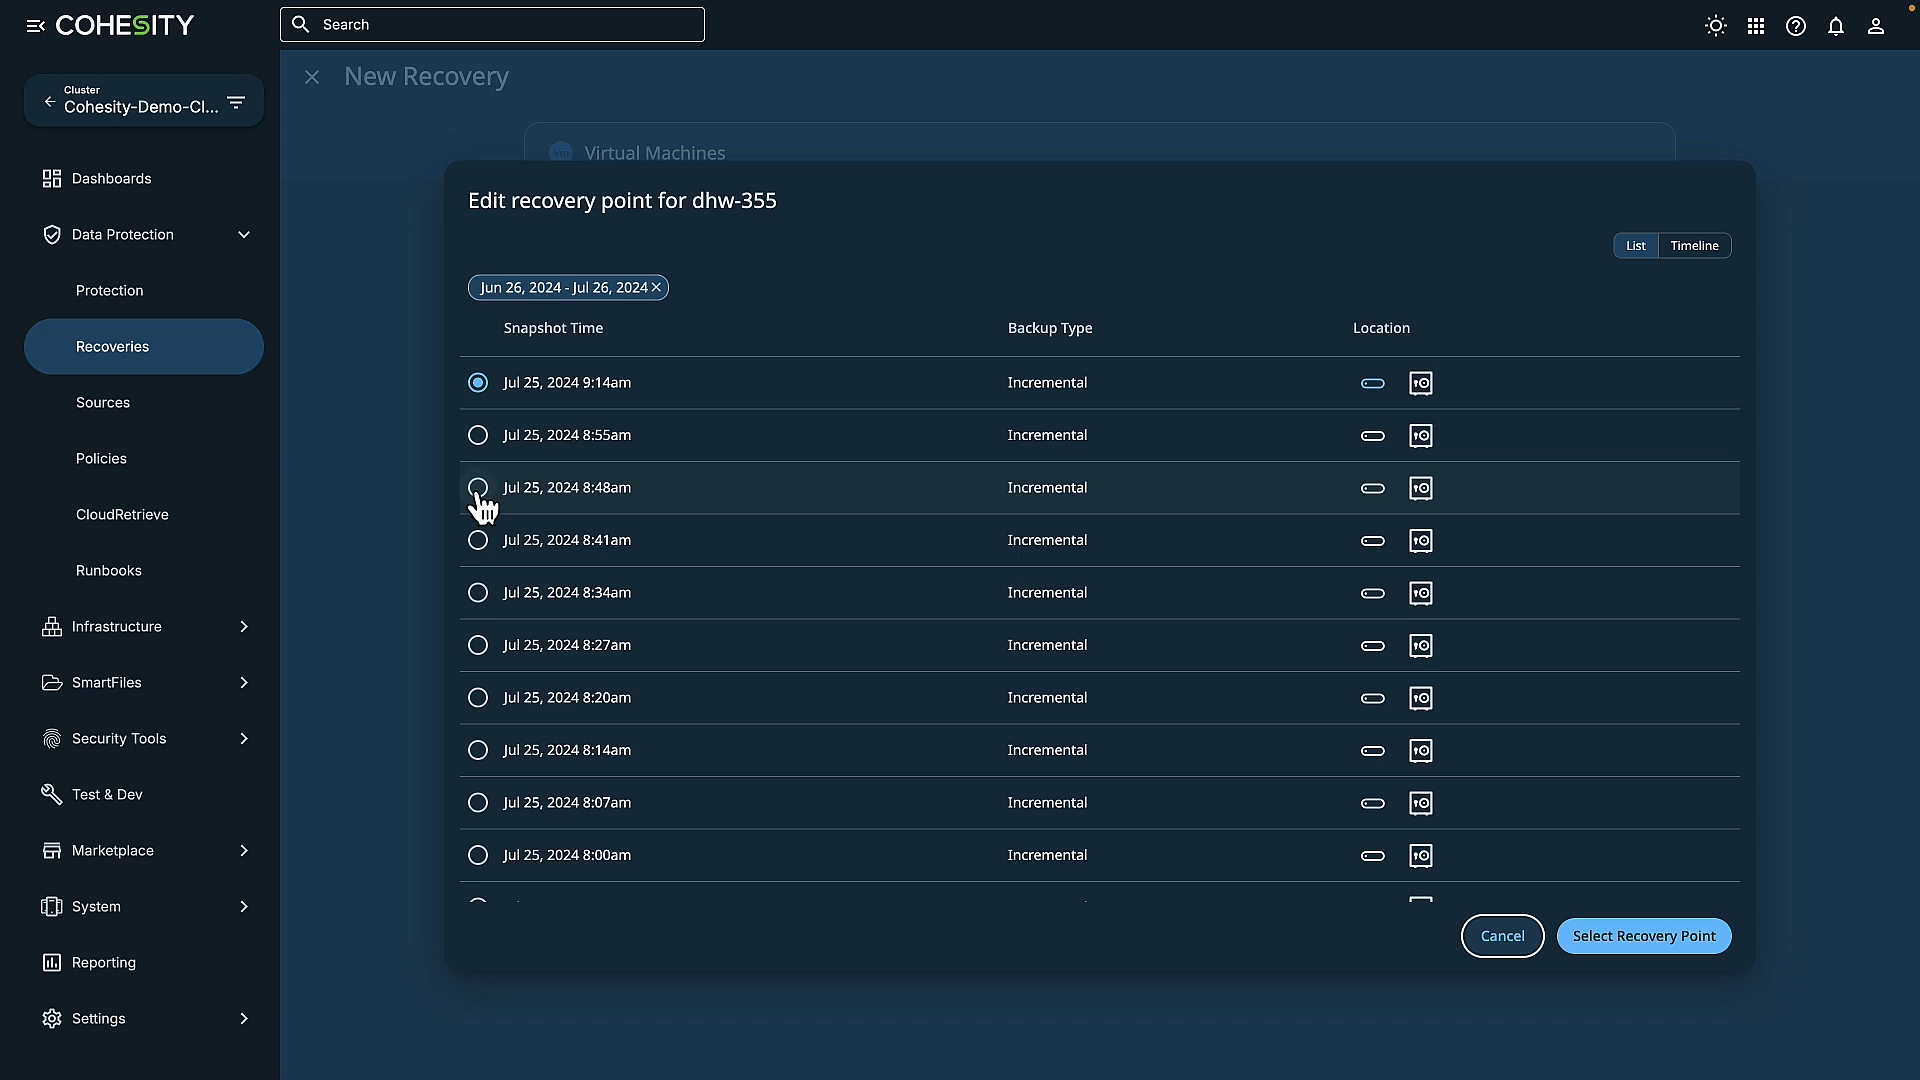 COHESITY
Search
Cluster
Cohesity-Demo-Cl...
New Recovery
Dashboards
Data Protection
Protection
Recoveries
Sources
Policies
CloudRetrieve
Runbooks
Infrastructure
SmartFiles
Security Tools
Test & Dev
Marketplace
System
Reporting
Settings
Vm Virtual Machines
Edit recovery point for dhw-355
List Timeline
Jun 26, 2024 - Jul 26, 2024
Snapshot Time Backup Type Location
Jul 25, 2024 9:14am Incremental
Jul 25, 2024 8:55am Incremental
Jul 25, 2024 8:48am Incremental
Jul 25, 2024 8:41am Incremental
Jul 25, 2024 8:34am Incremental
Jul 25, 2024 8:27am Incremental
Jul 25, 2024 8:20am Incremental
Jul 25, 2024 8:14am Incremental
Jul 25, 2024 8:07am Incremental
Jul 25, 2024 8:00am Incremental
Cancel Select Recovery Point